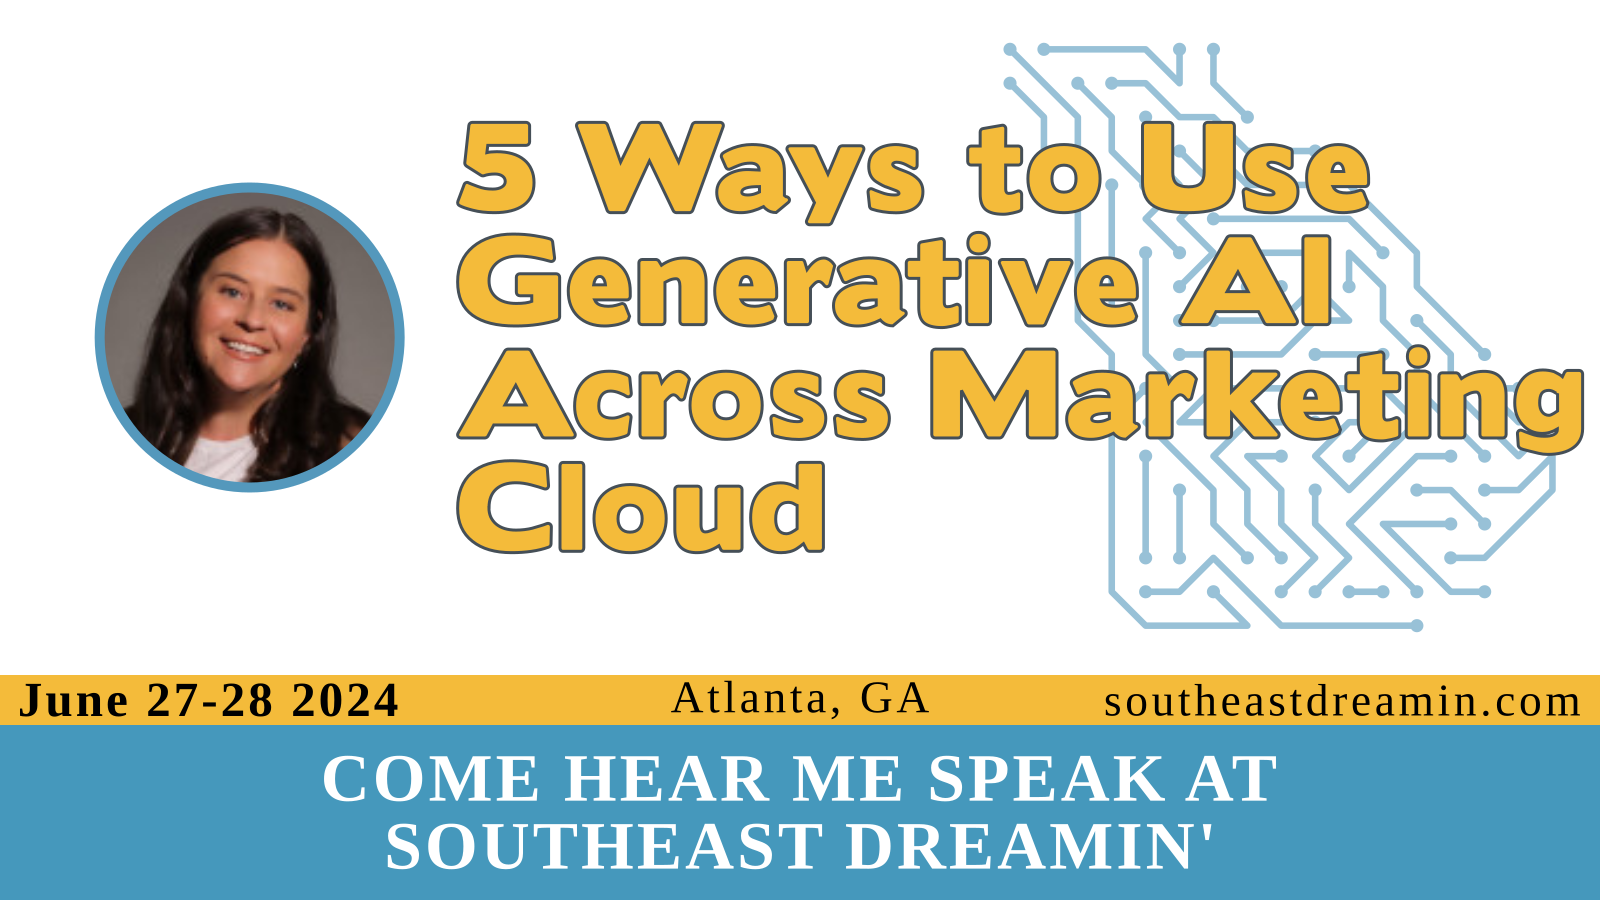 5 Ways to Use
Generative AI
Across Marketing
Cloud
June 27-28 2024
Atlanta, GA
southeastdreamin.com
COME HEAR ME SPEAK AT
SOUTHEAST DREAMIN'